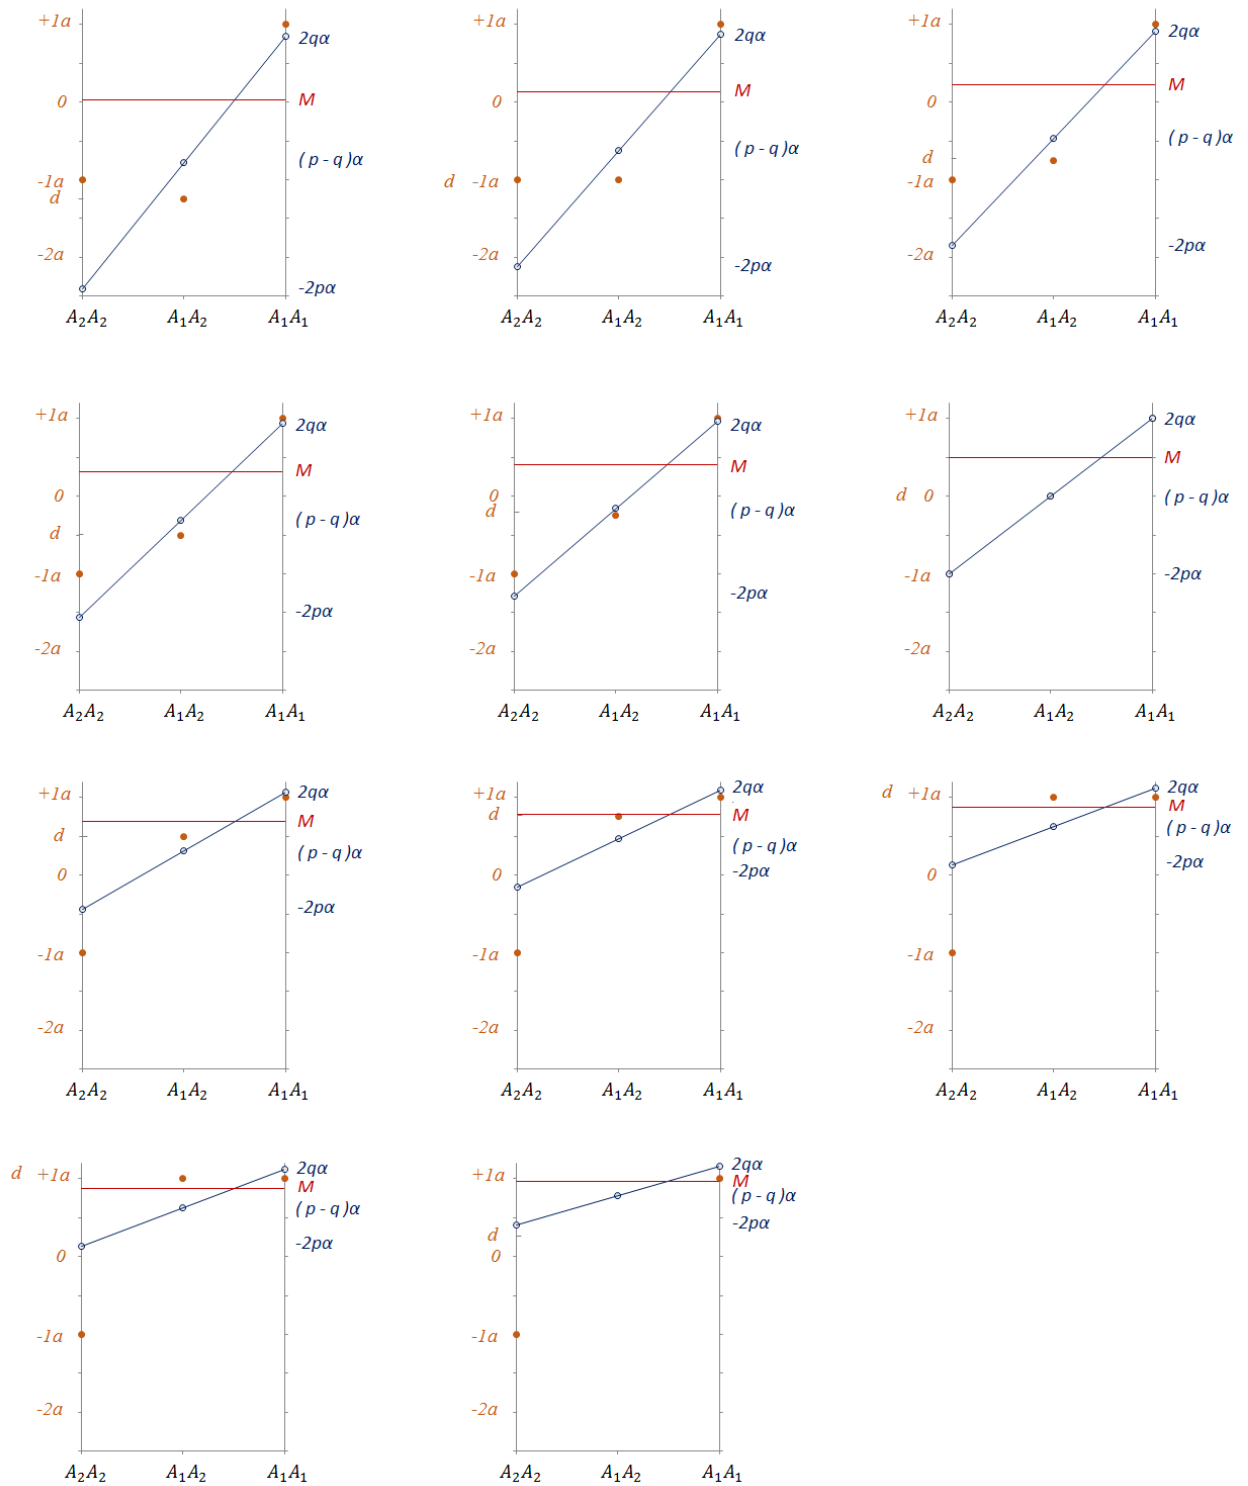 +1a
2qα
0
M
(p - q)α
-1a
d
-2a
-2pα
A₂A₂ A₁A₂ A₁A₁
+1a
2qα
M
0
(p - q)α
d -1a
-2a
-2pα
A₂A₂ A₁A₂ A₁A₁
+1a
2qα
M
0
(p - q)α
d
-1a
-2pα
-2a
A₂A₂ A₁A₂ A₁A₁
+1a
2qα
M
0
(p - q)α
d
-1a
-2pα
-2a
A₂A₂ A₁A₂ A₁A₁
+1a
2qα
M
0
d
(p - q)α
-1a
-2pα
-2a
A₂A₂ A₁A₂ A₁A₁
+1a
2qα
M
d 0
(p - q)α
-1a
-2pα
-2a
A₂A₂ A₁A₂ A₁A₁
+1a
2qα
M
d
(p - q)α
0
-2pα
-1a
-2a
A₂A₂ A₁A₂ A₁A₁
+1a
2qα
d
M
(p - q)α
0
-2pα
-1a
-2a
A₂A₂ A₁A₂ A₁A₁
d +1a
2qα
M
(p - q)α
0
-2pα
-1a
-2a
A₂A₂ A₁A₂ A₁A₁
d +1a
2qα
M
(p - q)α
-2pα
0
-1a
-2a
A₂A₂ A₁A₂ A₁A₁
+1a
2qα
M
(p - q)α
-2pα
d
0
-1a
-2a
A₂A₂ A₁A₂ A₁A₁